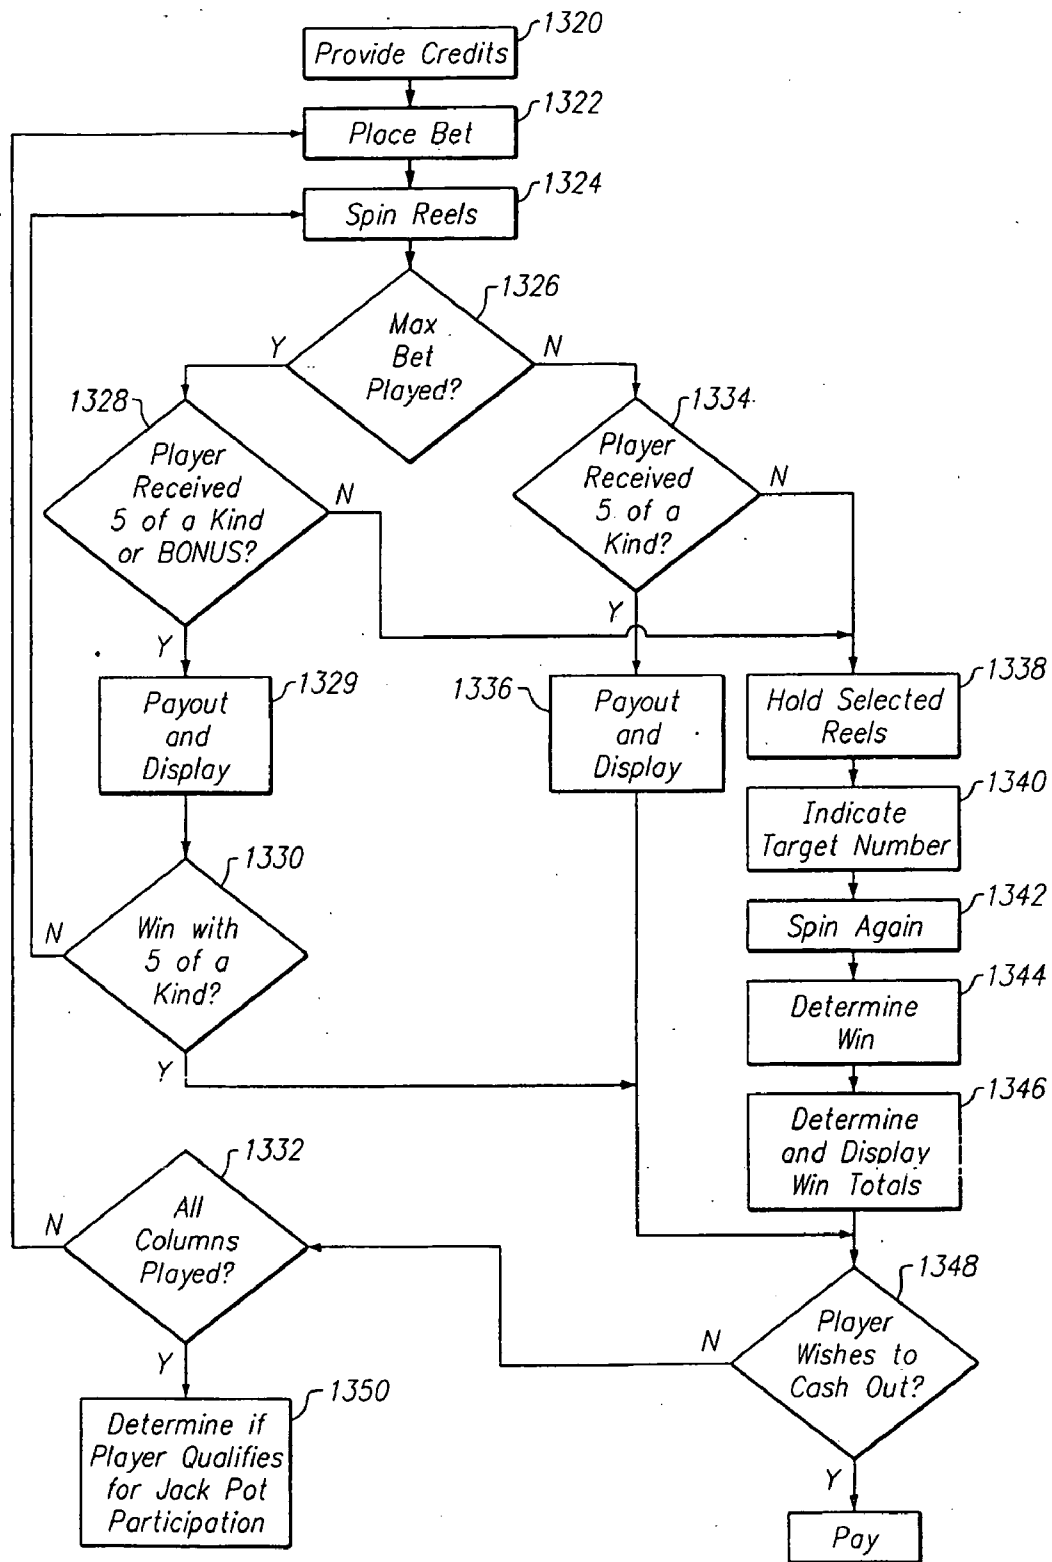 1320
Provide Credits
1322
Place Bet
1324
Spin Reels
1326
Max
Bet
Played?
Y
N
1328
Player
Received
5 of a Kind
or BONUS?
N
Y
1334
Player
Received
5 of a
Kind?
N
Y
1329
Payout
and
Display
1336
Payout
and
Display
1338
Hold Selected
Reels
1340
Indicate
Target Number
1342
Spin Again
1330
Win with
5 of a
Kind?
N
Y
1344
Determine
Win
1346
Determine
and Display
Win Totals
1332
All
Columns
Played?
N
Y
1348
Player
Wishes to
Cash Out?
N
Y
1350
Determine if
Player Qualifies
for Jack Pot
Participation
Pay